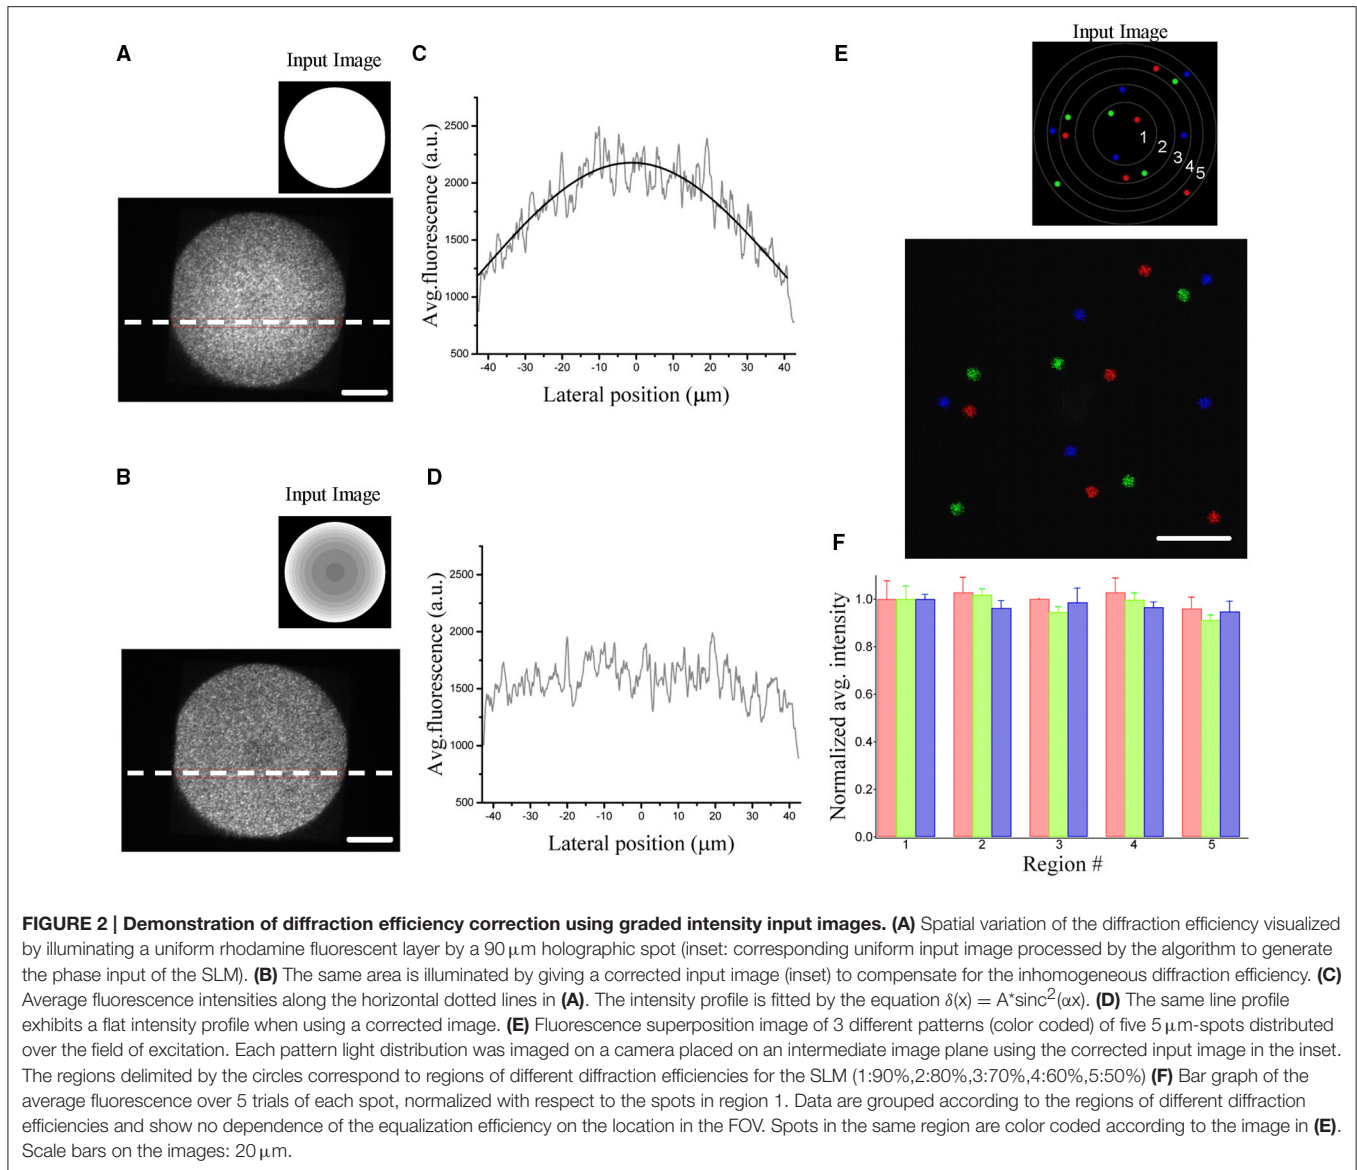 A
Input Image
C
Avg.fluorescence (a.u.)
2500
2000
1500
1000
500
-40 -30 -20 -10 0 10 20 30 40
Lateral position (μm)
B
Input Image
D
Avg.fluorescence (a.u.)
2500
2000
1500
1000
500
-40 -30 -20 -10 0 10 20 30 40
Lateral position (μm)
E
Input Image
1
2
3
4
5
F
Normalized avg. intensity
1.0
0.8
0.6
0.4
0.2
0.0
1 2 3 4 5
Region #
FIGURE 2 | Demonstration of diffraction efficiency correction using graded intensity input images. (A) Spatial variation of the diffraction efficiency visualized
by illuminating a uniform rhodamine fluorescent layer by a 90 μm holographic spot (inset: corresponding uniform input image processed by the algorithm to generate
the phase input of the SLM). (B) The same area is illuminated by giving a corrected input image (inset) to compensate for the inhomogeneous diffraction efficiency. (C)
Average fluorescence intensities along the horizontal dotted lines in (A). The intensity profile is fitted by the equation δ(x) = A*sinc²(αx). (D) The same line profile
exhibits a flat intensity profile when using a corrected image. (E) Fluorescence superposition image of 3 different patterns (color coded) of five 5 μm-spots distributed
over the field of excitation. Each pattern light distribution was imaged on a camera placed on an intermediate image plane using the corrected input image in the inset.
The regions delimited by the circles correspond to regions of different diffraction efficiencies for the SLM (1:90%,2:80%,3:70%,4:60%,5:50%) (F) Bar graph of the
average fluorescence over 5 trials of each spot, normalized with respect to the spots in region 1. Data are grouped according to the regions of different diffraction
efficiencies and show no dependence of the equalization efficiency on the location in the FOV. Spots in the same region are color coded according to the image in (E).
Scale bars on the images: 20 μm.